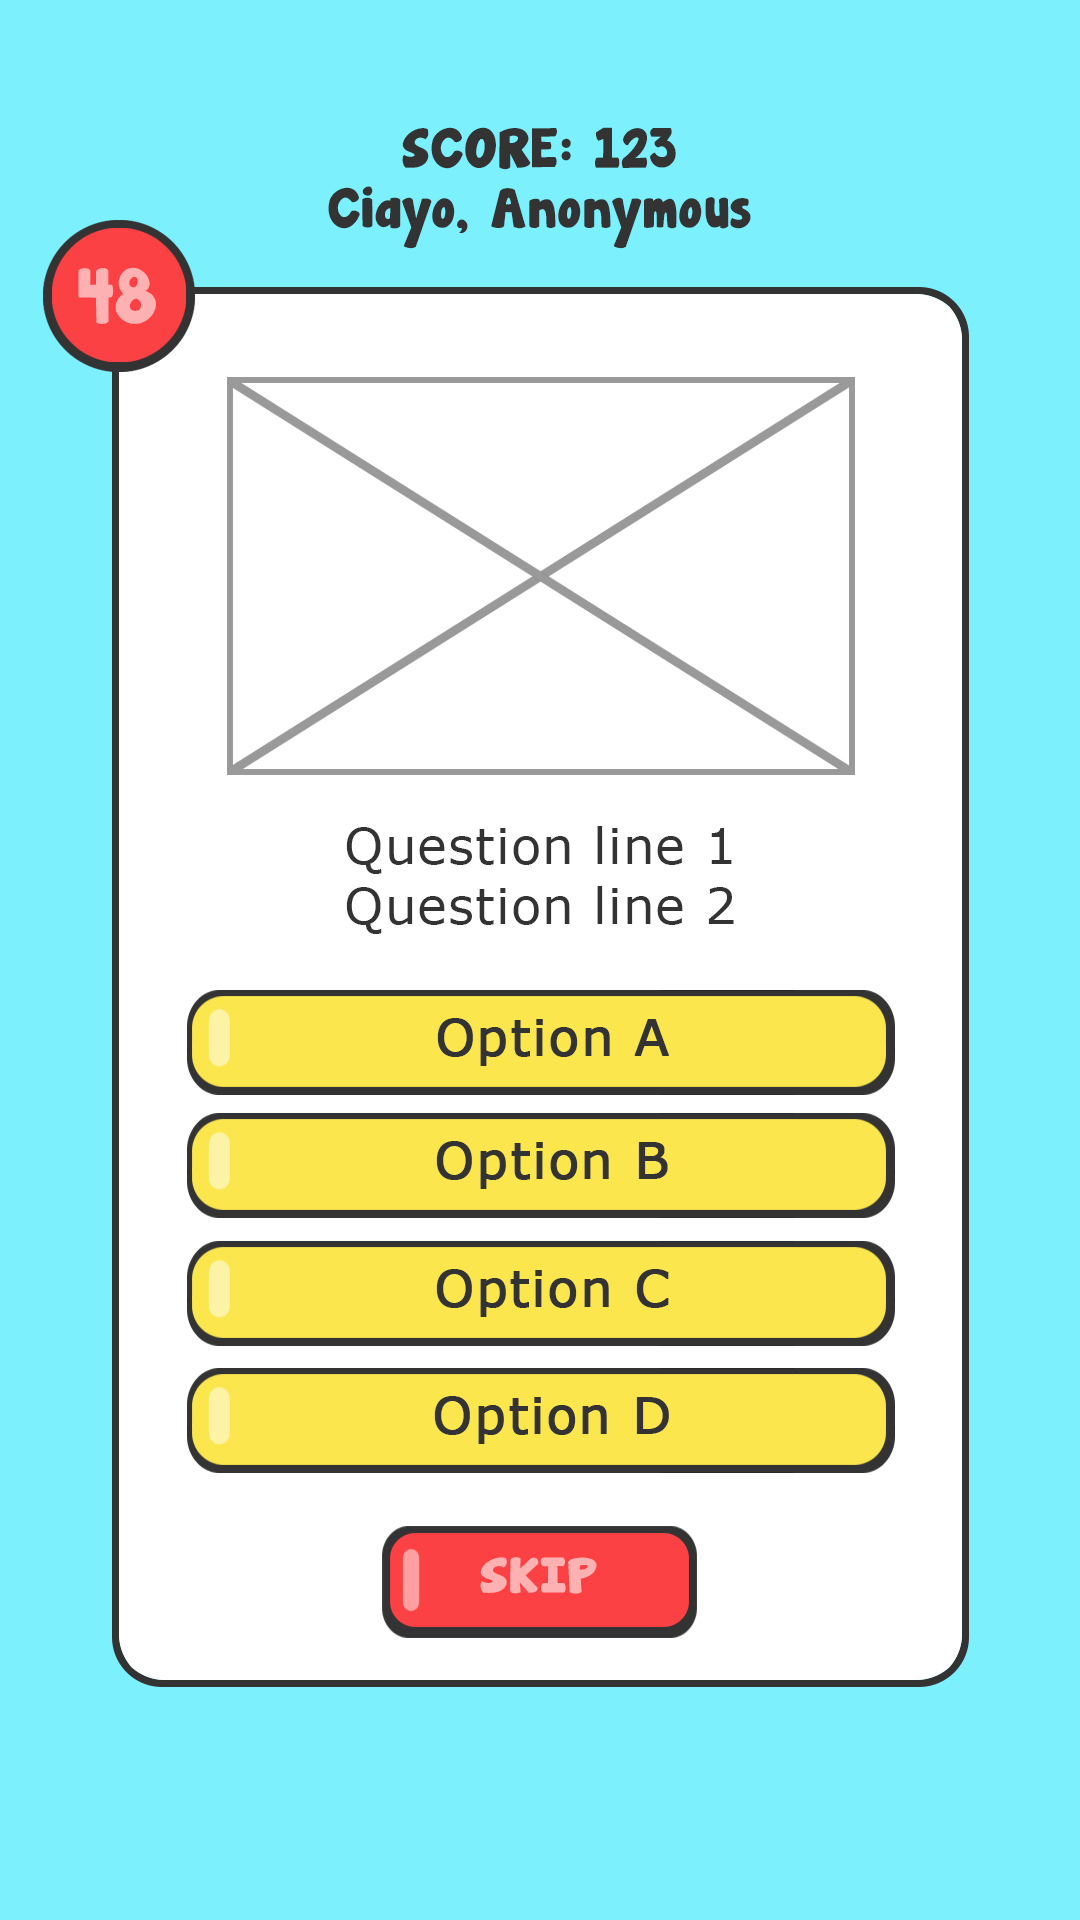 SCORE: 123
Ciayo, Anonymous
48
Question line 1
Question line 2
Option A
Option B
Option C
Option D
SKIP